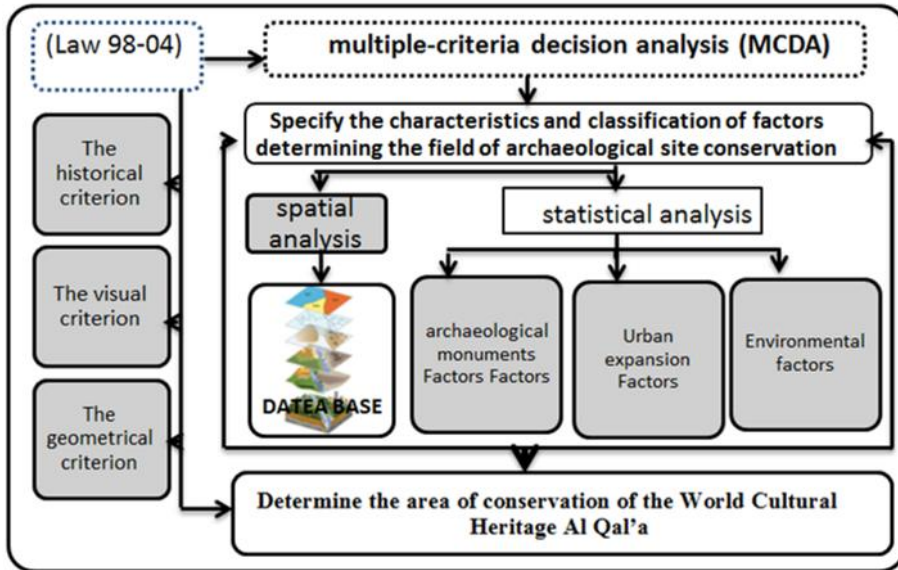 (Law 98-04)
multiple-criteria decision analysis (MCDA)
Specify the characteristics and classification of factors
determining the field of archaeological site conservation
The
historical
criterion
The visual
criterion
The
geometrical
criterion
spatial
analysis
statistical analysis
DATEA BASE
archaeological
monuments
Factors Factors
Urban
expansion
Factors
Environmental
factors
Determine the area of conservation of the World Cultural
Heritage Al Qal’a